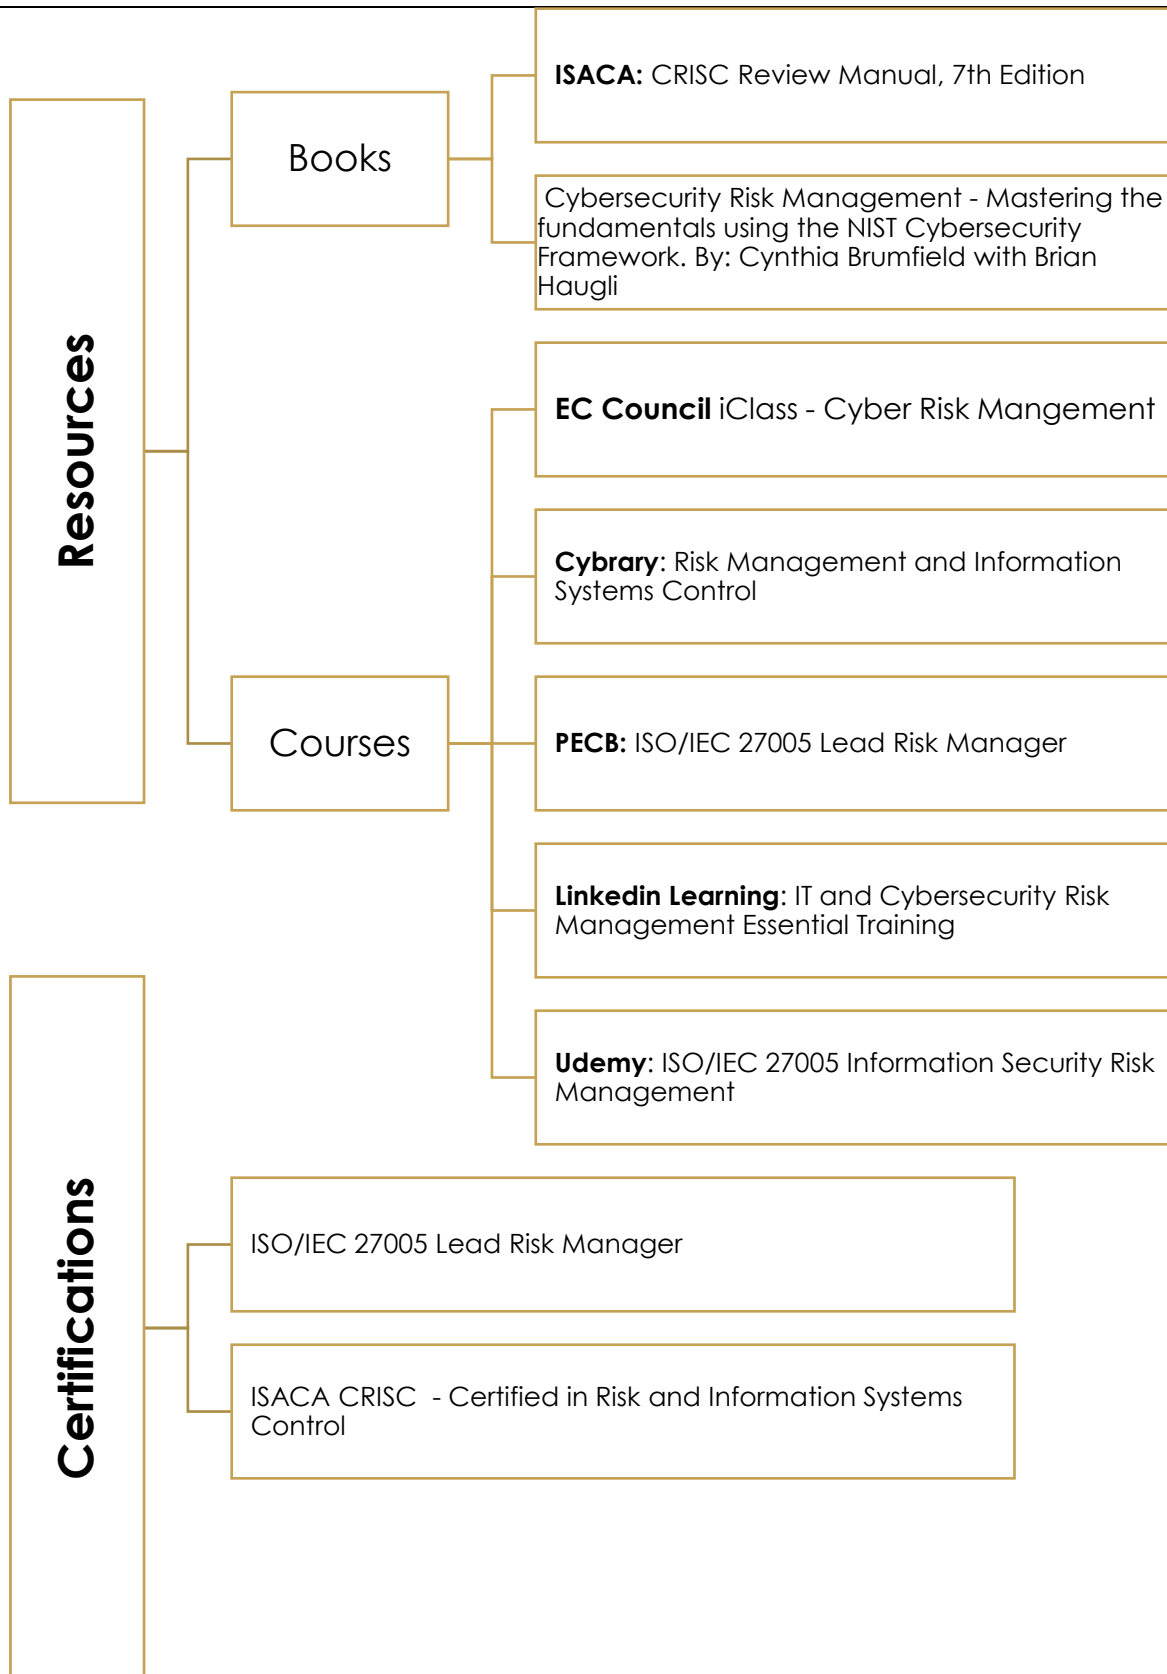 Resources
Books
ISACA: CRISC Review Manual, 7th Edition
Cybersecurity Risk Management - Mastering the
fundamentals using the NIST Cybersecurity
Framework. By: Cynthia Brumfield with Brian
Haugli
Courses
EC Council iClass - Cyber Risk Mangement
Cybrary: Risk Management and Information
Systems Control
PECB: ISO/IEC 27005 Lead Risk Manager
Linkedin Learning: IT and Cybersecurity Risk
Management Essential Training
Udemy: ISO/IEC 27005 Information Security Risk
Management
Certifications
ISO/IEC 27005 Lead Risk Manager
ISACA CRISC  - Certified in Risk and Information Systems
Control